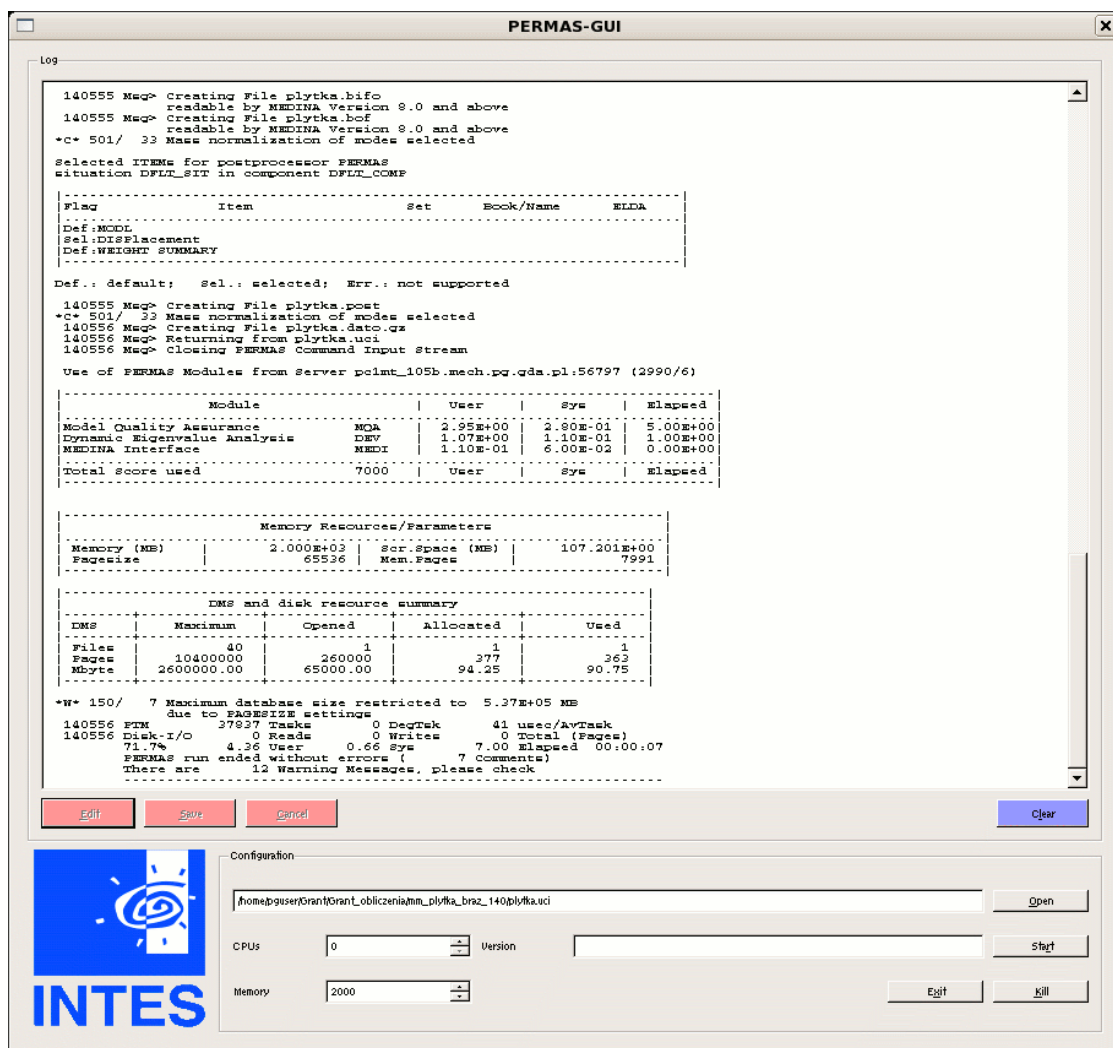 PERMAS-GUI
Log
140555 Msg> Creating File plytka.bifo
readable by MEDINA Version 8.0 and above
140555 Msg> Creating File plytka.bof
readable by MEDINA Version 8.0 and above
*C* 501/  33 Mass normalization of modes selected
Selected ITEMs for postprocessor PERMAS
situation DFLT_SIT in component DFLT_COMP
Flag Item Set Book/Name ELDA
Def:MODL
Sel:DISPlacement
Def:WEIGHT SUMMARY
Def.: default;   Sel.: selected;  Err.: not supported
140555 Msg> Creating File plytka.post
*C* 501/  33 Mass normalization of modes selected
140556 Msg> Creating File plytka.dato.gz
140556 Msg> Returning from plytka.uci
140556 Msg> Closing PERMAS Command Input Stream
Use of PERMAS Modules from Server pc1mt_105b.mech.pg.gda.pl:56797 (2990/6)
Module | User | Sys | Elapsed |
Model Quality Assurance MQA | 2.95E+00 | 2.80E-01 | 5.00E+00
Dynamic Eigenvalue Analysis DEV | 1.07E+00 | 1.10E-01 | 1.00E+00
MEDINA Interface MEDI | 1.10E-01 | 6.00E-02 | 0.00E+00
Total Score used 7000 | User | Sys | Elapsed |
Memory Resources/Parameters
Memory (MB) | 2.000E+03 | Scr.Space (MB) | 107.201E+00
Pagesize | 65536 | Mem.Pages | 7991
DMS and disk resource summary
DMS | Maximum | Opened | Allocated | Used
Files | 40 | 1 | 1 | 1
Pages | 10400000 | 260000 | 377 | 363
Mbyte | 2600000.00 | 65000.00 | 94.25 | 90.75
*W* 150/   7 Maximum database size restricted to  5.37E+05 MB
due to PAGESIZE settings
140556 PTM 37837 Tasks 0 DegTsk 41 usec/AvTask
140556 Disk-I/O 0 Reads 0 Writes 0 Total (Pages)
71.7% 4.36 User 0.66 Sys 7.00 Elapsed 00:00:07
PERMAS run ended without errors ( 7 Comments)
There are 12 Warning Messages, please check
Edit Save Cancel Clear
Configuration
/home/pguser/Grant/Grant_obliczenia/mm_plytka_braz_140/plytka.uci Open
CPUs 0 Version Start
Memory 2000 Exit Kill
INTES